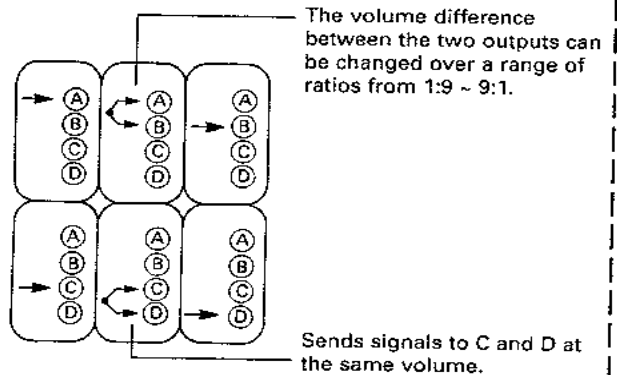 The volume difference
between the two outputs can
be changed over a range of
ratios from 1:9 ~ 9:1.
A A A
B B B
C C C
D D D
A A A
B B B
C C C
D D D
Sends signals to C and D at
the same volume.